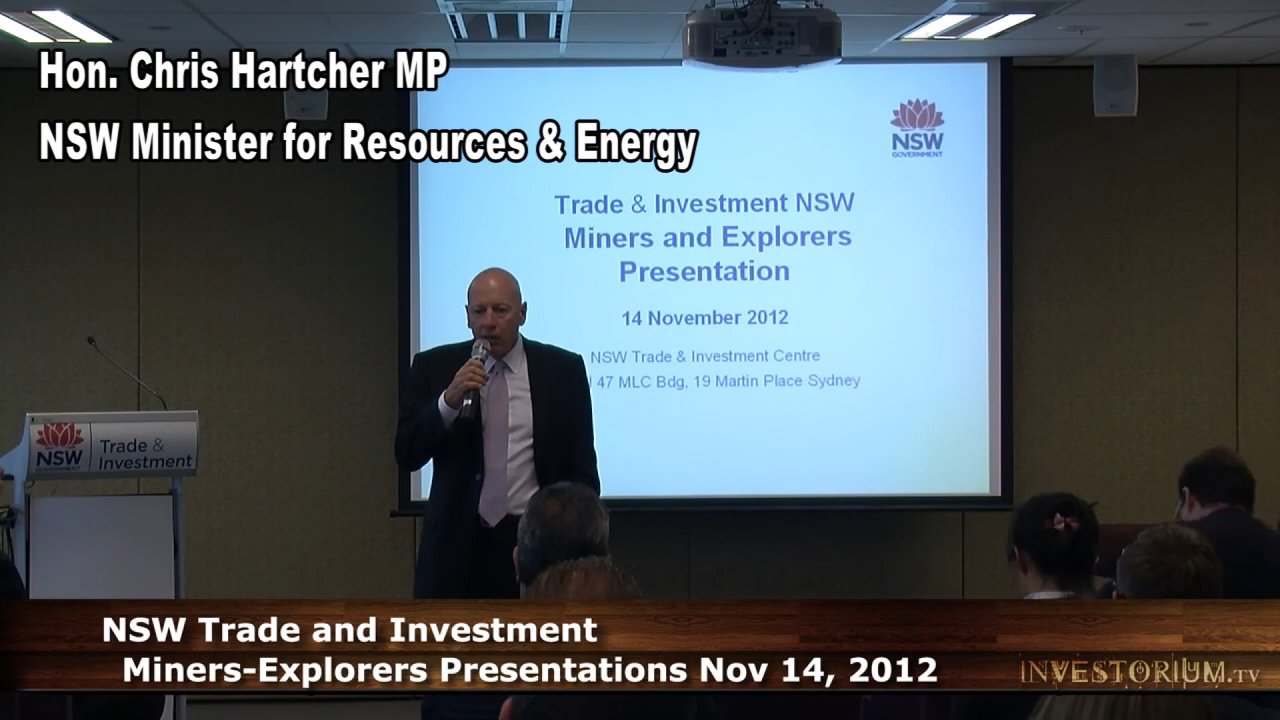 Hon. Chris Hartcher MP
NSW Minister for Resources & Energy
NSW
GOVERNMENT
Trade & Investment NSW
Miners and Explorers
Presentation
14 November 2012
NSW Trade & Investment Centre
47 MLC Bdg, 19 Martin Place Sydney
NSW
GOVERNMENT
Trade &
Investment
NSW Trade and Investment
Miners-Explorers Presentations Nov 14, 2012
INVESTORIUM.TV